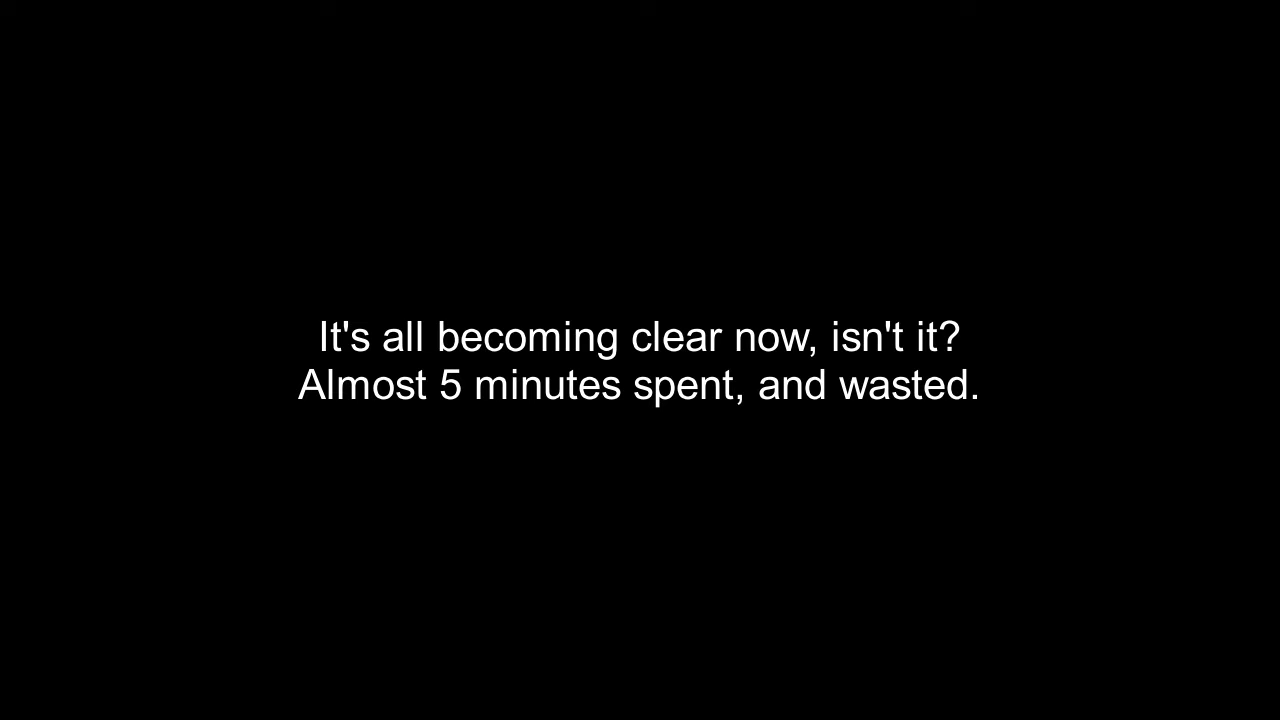 It's all becoming clear now, isn't it?
Almost 5 minutes spent, and wasted.